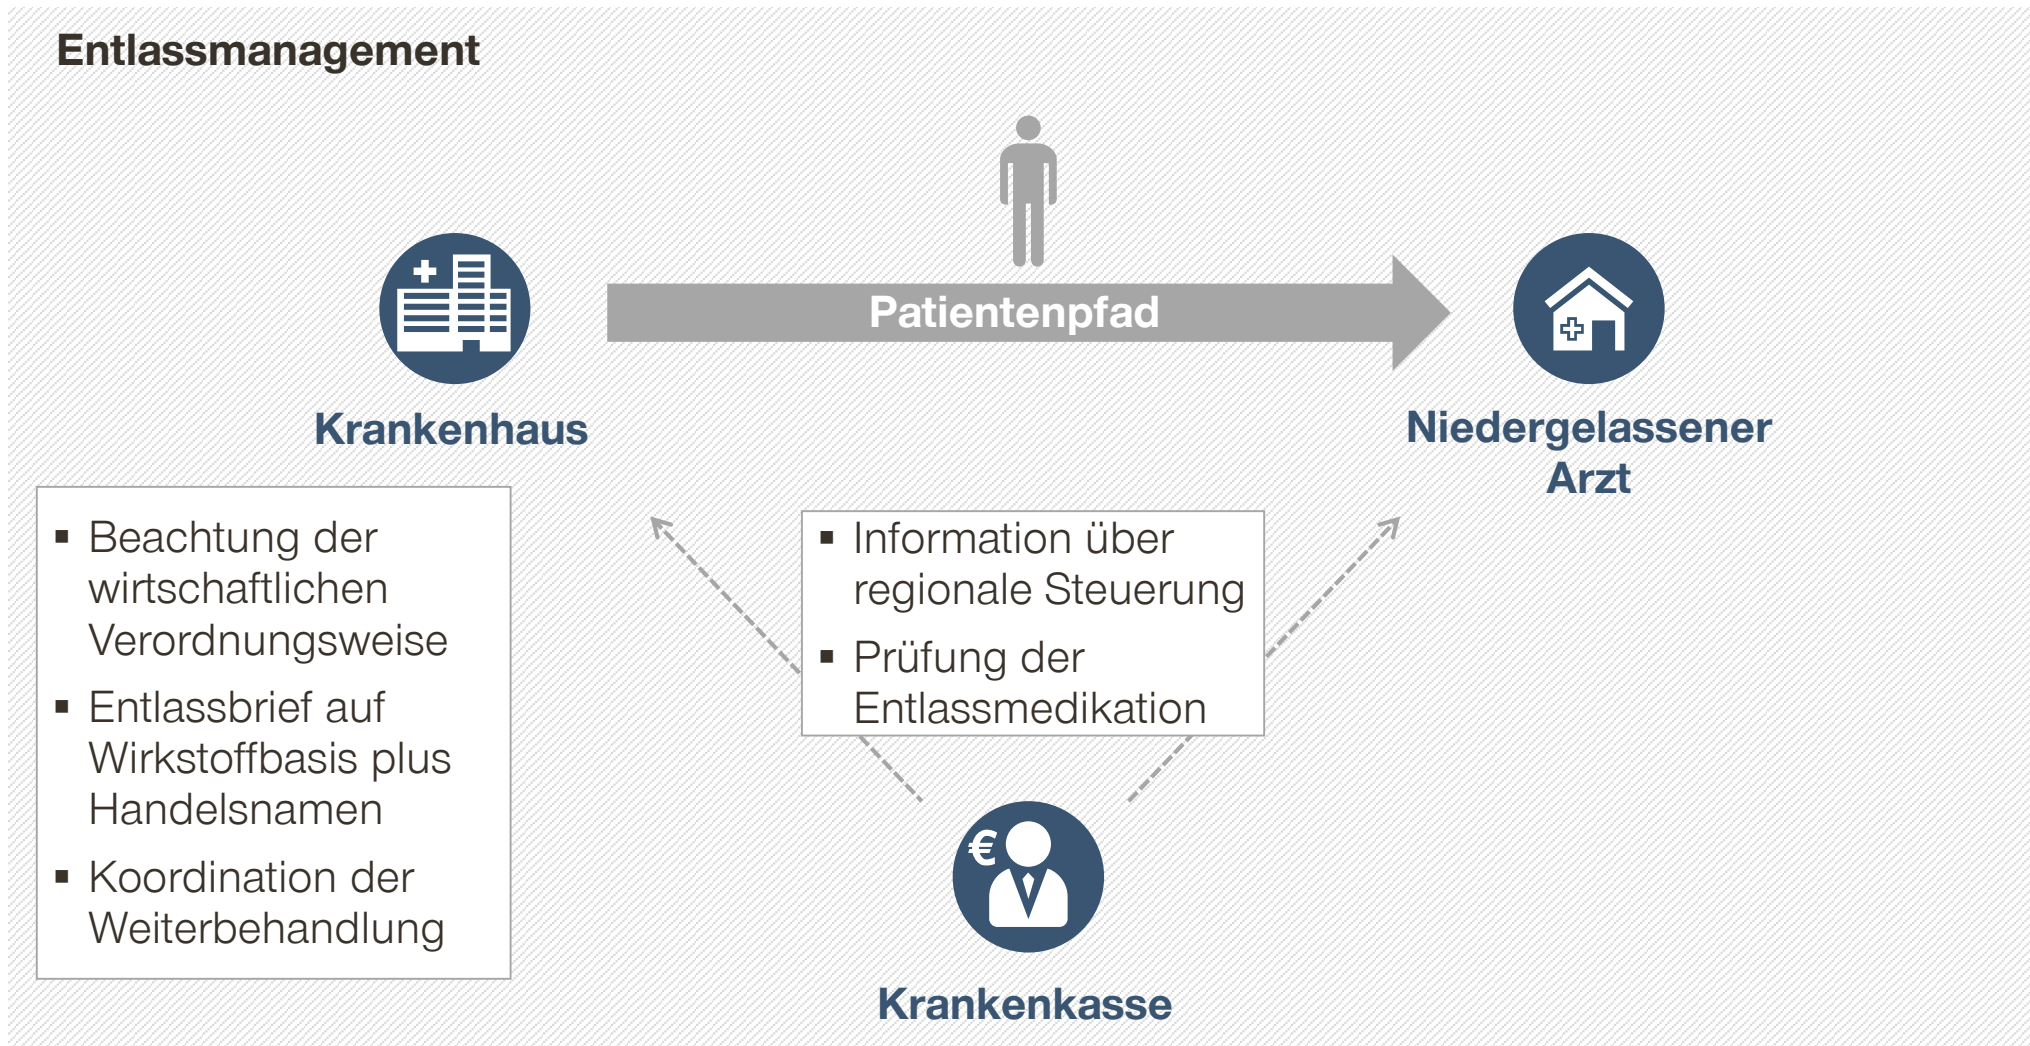 Entlassmanagement
Patientenpfad
Krankenhaus
Niedergelassener
Arzt
▪ Beachtung der
wirtschaftlichen
Verordnungsweise
▪ Entlassbrief auf
Wirkstoffbasis plus
Handelsnamen
▪ Koordination der
Weiterbehandlung
▪ Information über
regionale Steuerung
▪ Prüfung der
Entlassmedikation
€
Krankenkasse